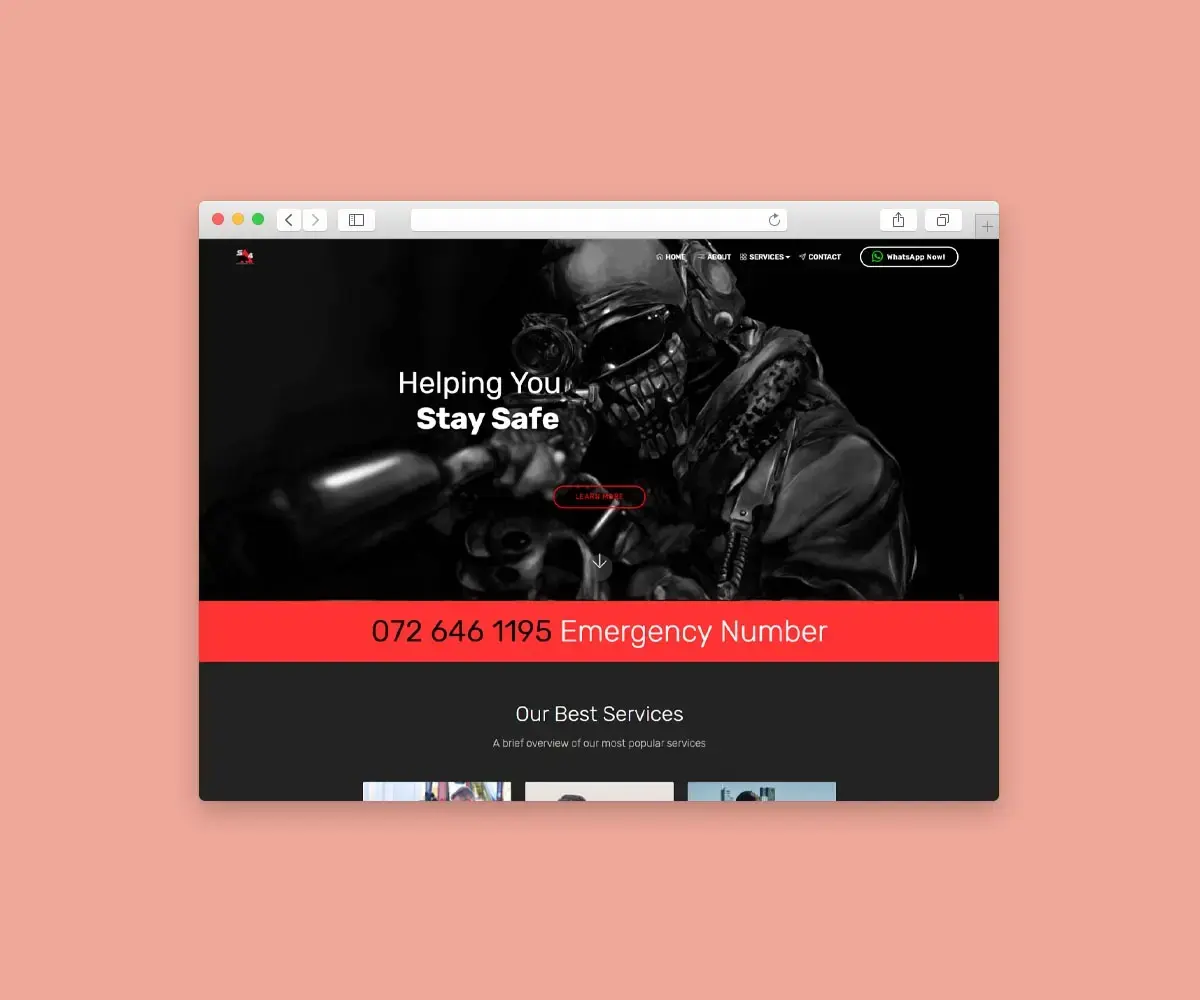 HOME ABOUT SERVICES CONTACT WhatsApp Now!
Helping You
Stay Safe
LEARN MORE
072 646 1195 Emergency Number
Our Best Services
A brief overview of our most popular services